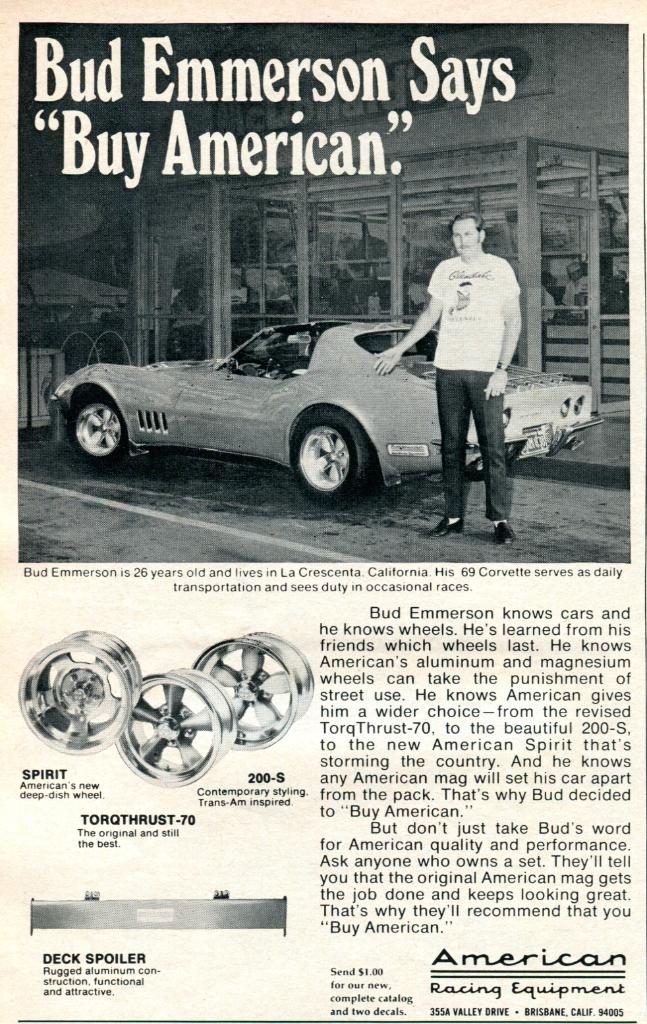 Bud Emmerson Says
“Buy American.”
Bud Emmerson is 26 years old and lives in La Crescenta, California. His 69 Corvette serves as daily
transportation and sees duty in occasional races.
Bud Emmerson knows cars and
he knows wheels. He's learned from his
friends which wheels last. He knows
American's aluminum and magnesium
wheels can take the punishment of
street use. He knows American gives
him a wider choice—from the revised
TorqThrust-70, to the beautiful 200-S,
to the new American Spirit that's
storming the country. And he knows
any American mag will set his car apart
from the pack. That's why Bud decided
to "Buy American."
But don't just take Bud's word
for American quality and performance.
Ask anyone who owns a set. They'll tell
you that the original American mag gets
the job done and keeps looking great.
That's why they'll recommend that you
"Buy American."
SPIRIT
American's new
deep-dish wheel.
200-S
Contemporary styling.
Trans-Am inspired.
TORQTHRUST-70
The original and still
the best.
DECK SPOILER
Rugged aluminum con-
struction, functional
and attractive.
Send $1.00
for our new,
complete catalog
and two decals.
American
Racing Equipment
355A VALLEY DRIVE • BRISBANE, CALIF. 94005